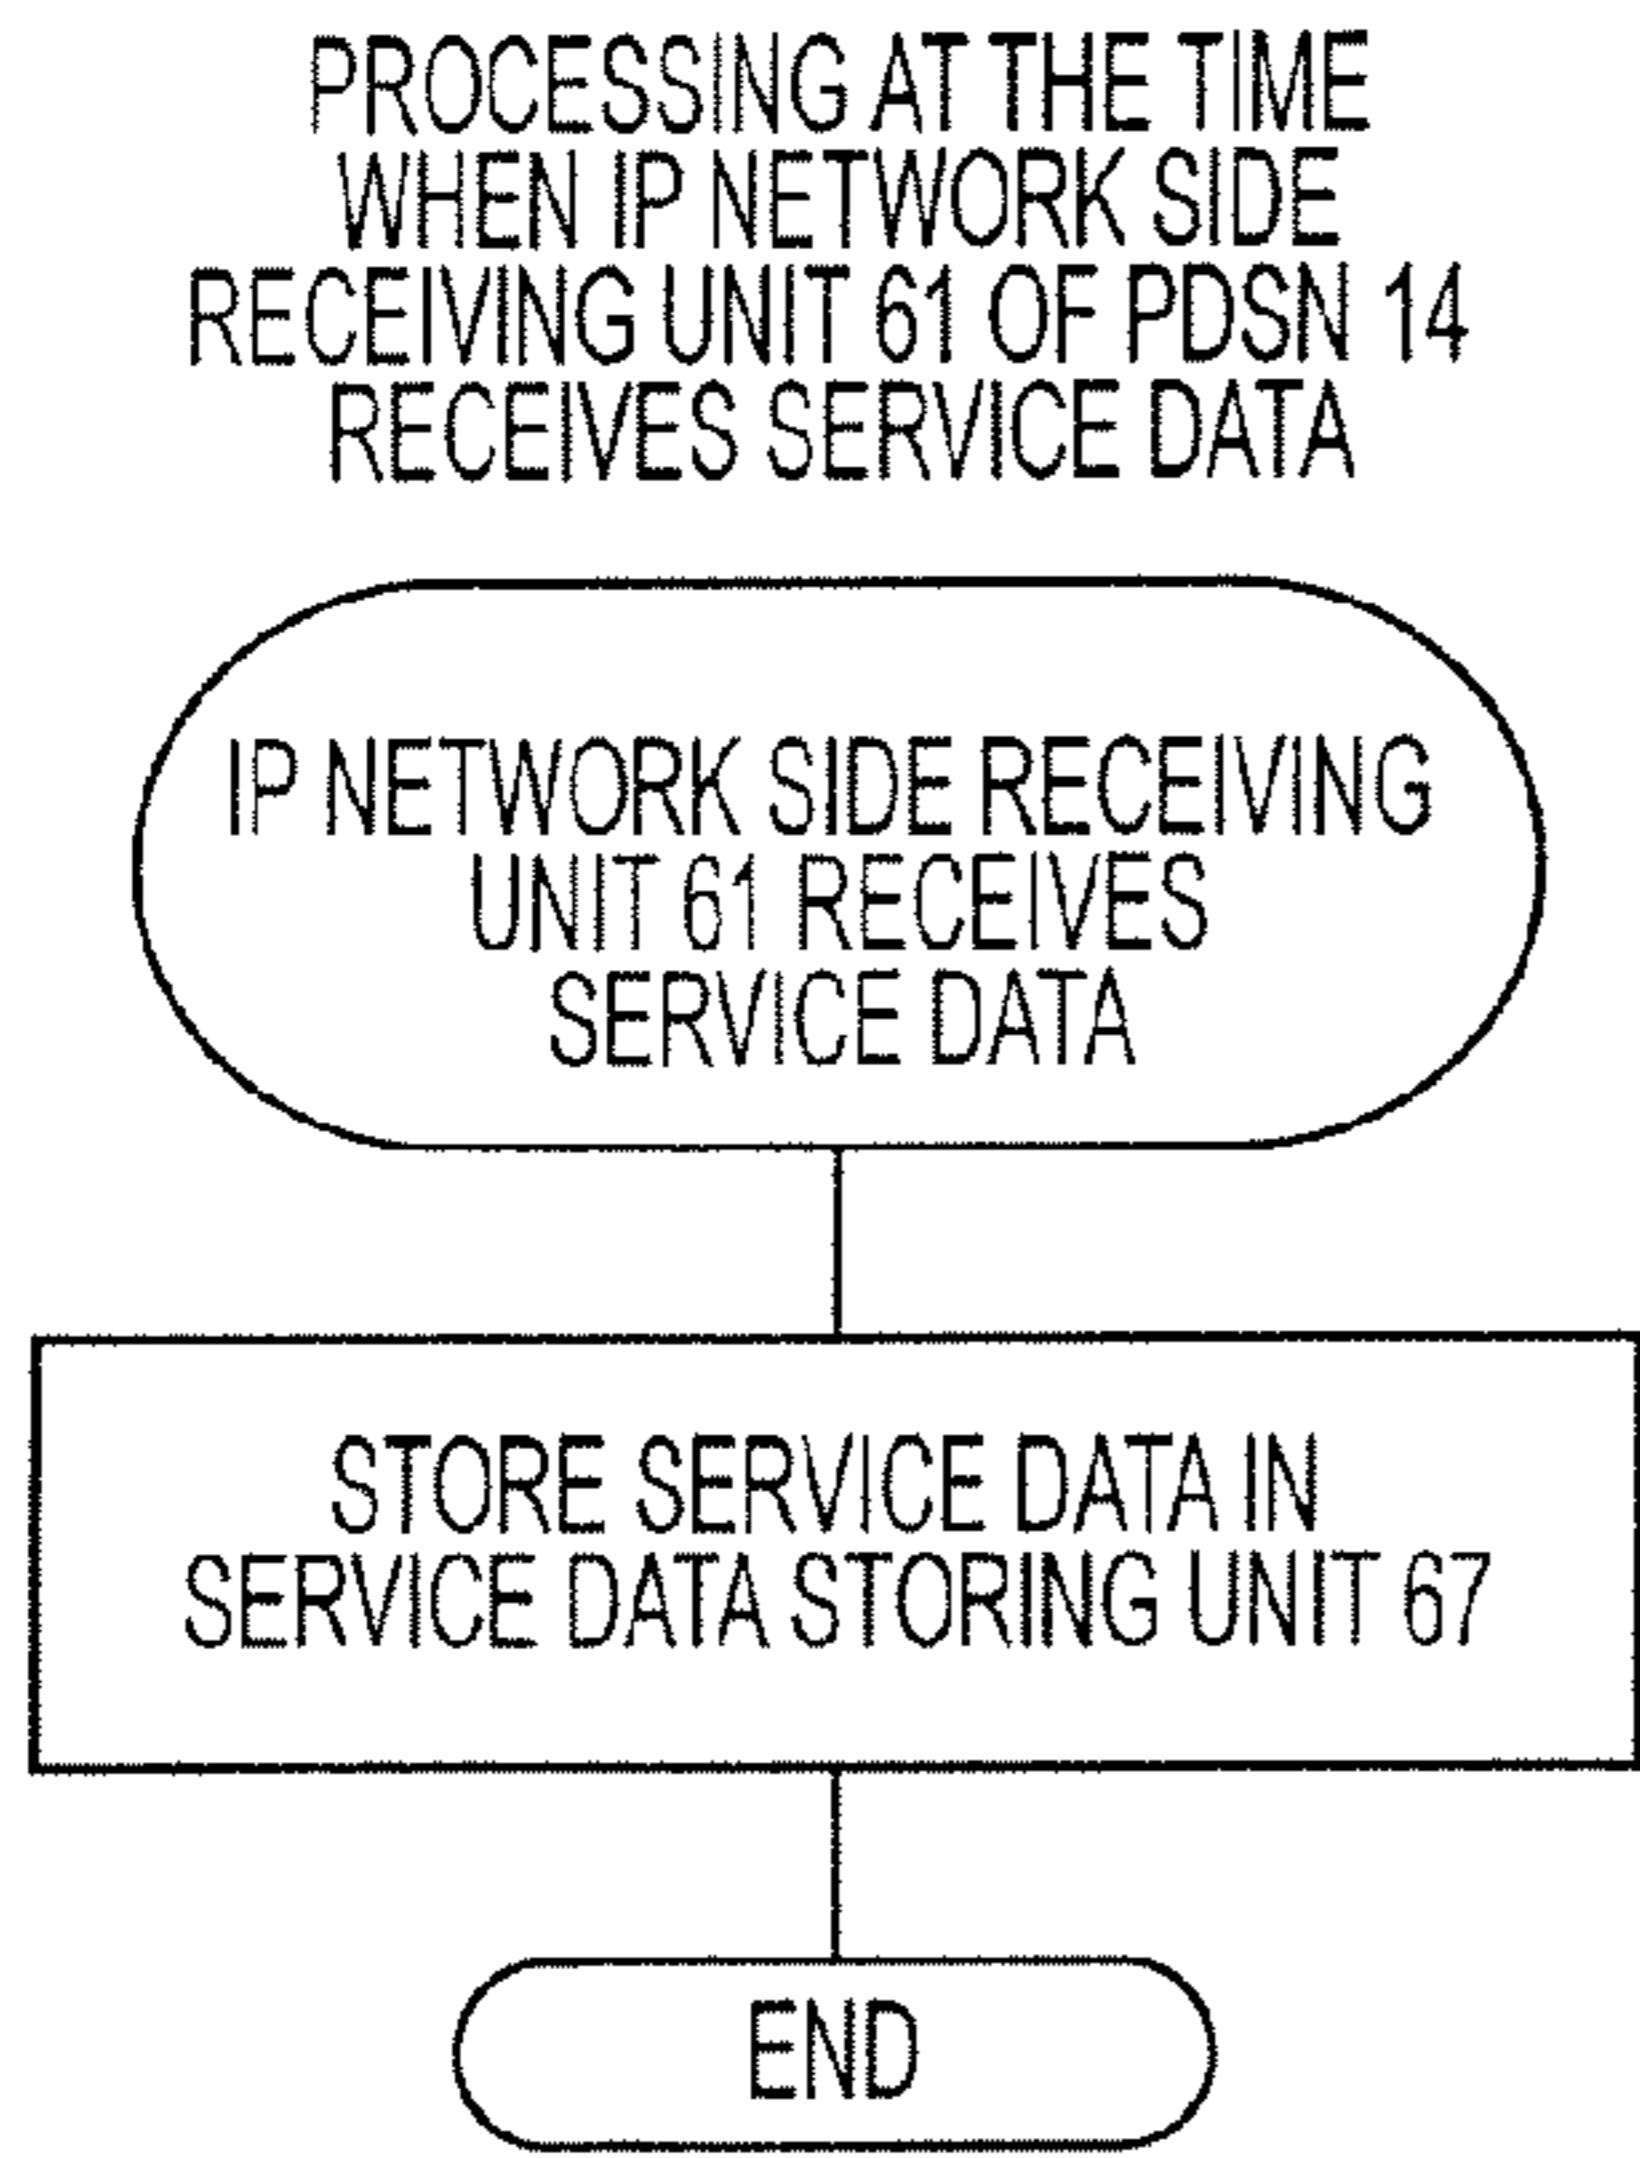 PROCESSING AT THE TIME
WHEN IP NETWORK SIDE
RECEIVING UNIT 61 OF PDSN 14
RECEIVES SERVICE DATA
IP NETWORK SIDE RECEIVING
UNIT 61 RECEIVES
SERVICE DATA
STORE SERVICE DATA IN
SERVICE DATA STORING UNIT 67
END